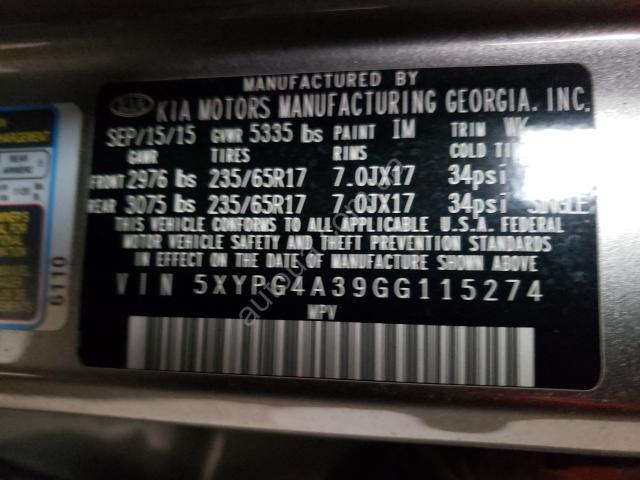 MANUFACTURED BY
KIA KIA MOTORS MANUFACTURING GEORGIA, INC.
SEP/15/15 GVWR 5335 lbs PAINT IM TRIM WK
GAWR TIRES RIMS COLD
FRONT 2976 lbs 235/65R17 7.0JX17 34psi
REAR 3075 lbs 235/65R17 7.0JX17 34psi SINGLE
THIS VEHICLE CONFORMS TO ALL APPLICABLE U.S.A. FEDERAL
MOTOR VEHICLE SAFETY AND THEFT PREVENTION STANDARDS
IN EFFECT ON THE DATE OF MANUFACTURE SHOWN ABOVE.
VIN 5XYPG4A39GG115274
MPV
6110